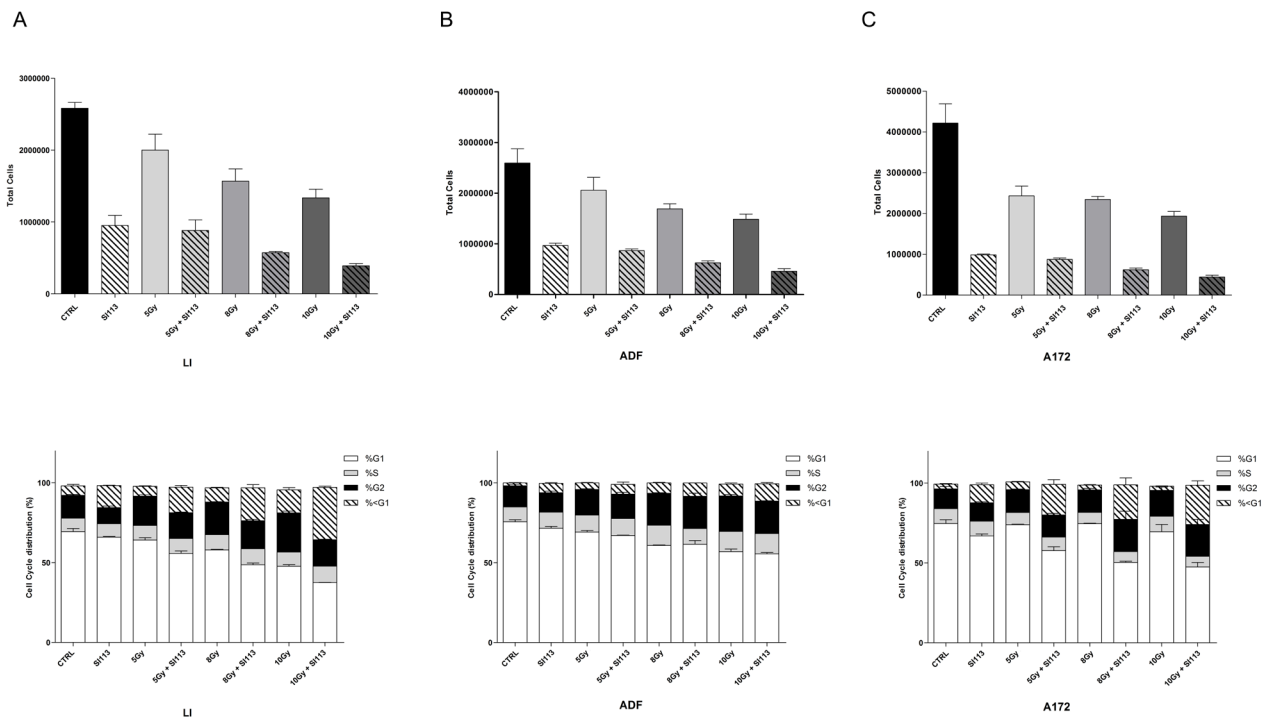 A
B
C
3000000
2000000
1000000
0
Total Cells
CTRL
SI113
5Gy
5Gy + SI113
8Gy
8Gy + SI113
10Gy
10Gy + SI113
LI
4000000
3000000
2000000
1000000
0
Total Cells
CTRL
SI113
5Gy
5Gy + SI113
8Gy
8Gy + SI113
10Gy
10Gy + SI113
ADF
5000000
4000000
3000000
2000000
1000000
0
Total Cells
CTRL
SI113
5Gy
5Gy + SI113
8Gy
8Gy + SI113
10Gy
10Gy + SI113
A172
100
50
0
Cell Cycle distribution (%)
%G1
%S
%G2
%<G1
CTRL
SI113
5Gy
5Gy + SI113
8Gy
8Gy + SI113
10Gy
10Gy + SI113
LI
100
50
0
Cell Cycle distribution (%)
%G1
%S
%G2
%<G1
CTRL
SI113
5Gy
5Gy + SI113
8Gy
8Gy + SI113
10Gy
10Gy + SI113
ADF
100
50
0
Cell Cycle distribution (%)
%G1
%S
%G2
%<G1
CTRL
SI113
5Gy
5Gy + SI113
8Gy
8Gy + SI113
10Gy
10Gy + SI113
A172